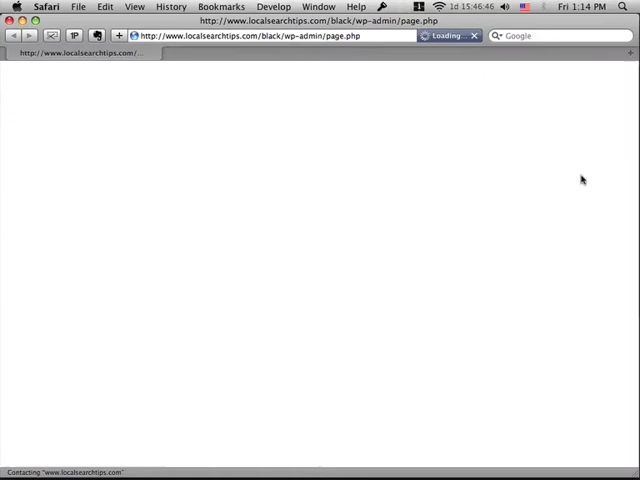 Safari File Edit View History Bookmarks Develop Window Help 1d 15:46:46 Fri 1:14 PM
http://www.localsearchtips.com/black/wp-admin/page.php
1P + http://www.localsearchtips.com/black/wp-admin/page.php Loading... Google
http://www.localsearchtips.com/...
Contacting "www.localsearchtips.com"